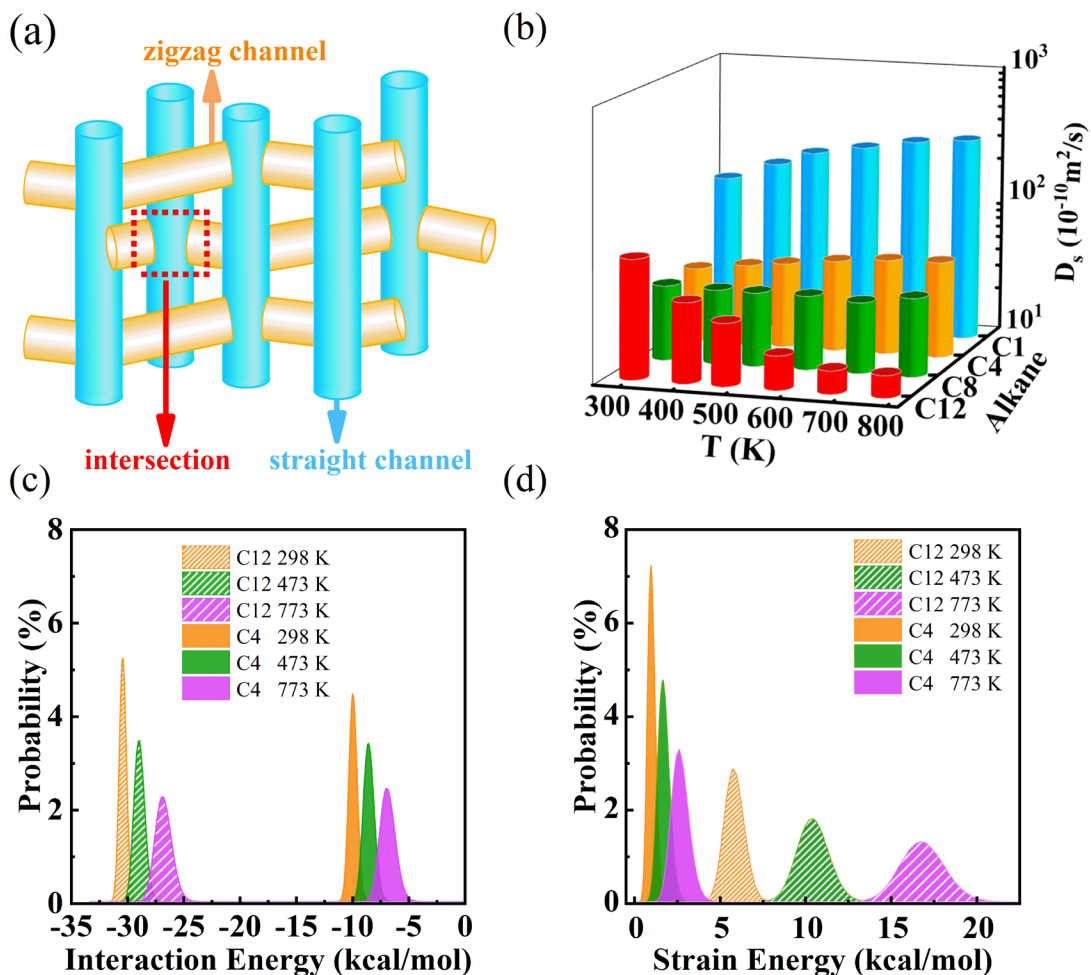 (a)
zigzag channel
intersection
straight channel
(b)
10³
10²
10¹
Dₛ (10⁻¹⁰m²/s)
C1
C4
C8
C12
Alkane
300 400 500 600 700 800
T (K)
(c)
8
6
4
2
0
Probability (%)
C12 298 K
C12 473 K
C12 773 K
C4 298 K
C4 473 K
C4 773 K
-35 -30 -25 -20 -15 -10 -5 0
Interaction Energy (kcal/mol)
(d)
8
6
4
2
0
Probability (%)
C12 298 K
C12 473 K
C12 773 K
C4 298 K
C4 473 K
C4 773 K
0 5 10 15 20
Strain Energy (kcal/mol)